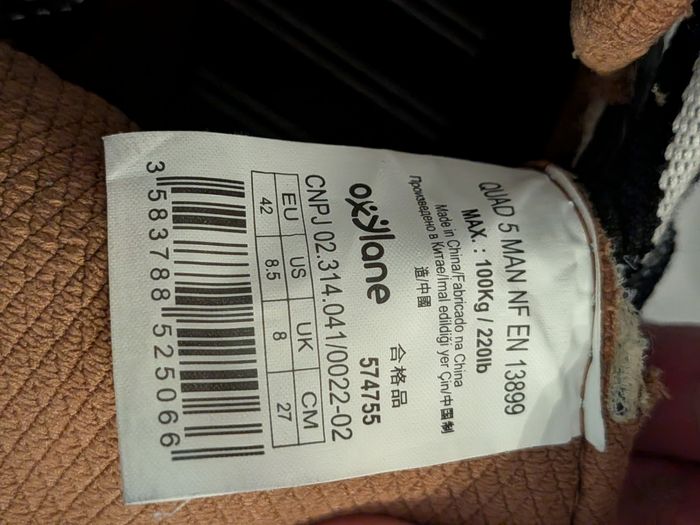 QUAD 5 MAN NF EN 13899
MAX. : 100Kg / 220lb
Made in China/Fabricado na China
Произведено в Китае/İmal edildiği yer Çin/中国制
造/中國
oxylane 合格品
574755
CNPJ 02.314.041/0022-02
EU US UK CM
42 8.5 8 27
3 583788 525066